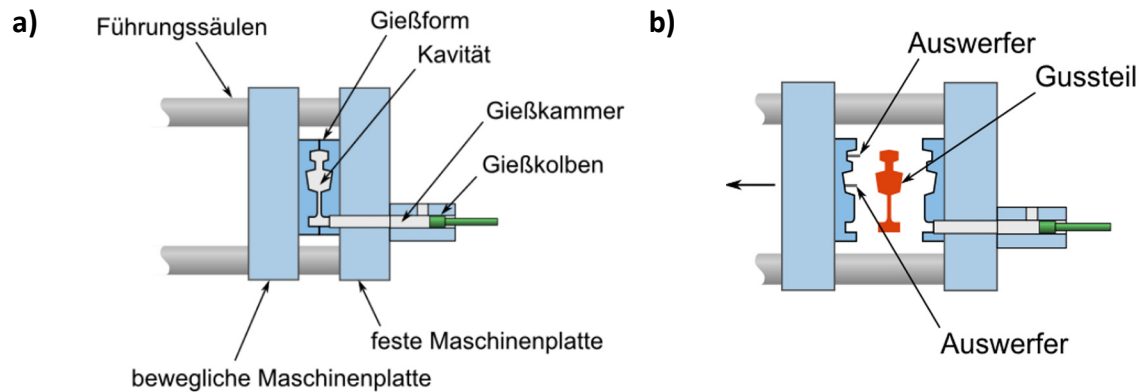 a)
Führungssäulen
Gießform
Kavität
Gießkammer
Gießkolben
feste Maschinenplatte
bewegliche Maschinenplatte
b)
Auswerfer
Gussteil
Auswerfer